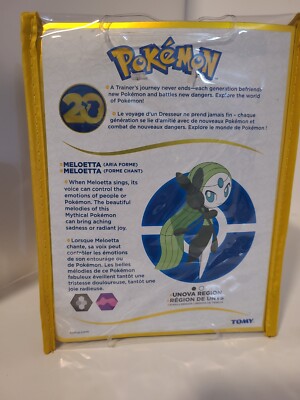 POKÉMON
20
A Trainer's journey never ends—each generation befriends
new Pokémon and battles new dangers. Explore the world
of Pokémon!
Le voyage d'un Dresseur ne prend jamais fin – chaque
génération se lie d'amitié avec de nouveaux Pokémon et
combat de nouveaux dangers. Explore le monde de Pokémon!
MELOETTA (ARIA FORME)
MELOETTA (FORME CHANT)
When Meloetta sings, its
voice can control the
emotions of people or
Pokémon. The beautiful
melodies of this
Mythical Pokémon
can bring aching
sadness or radiant joy.
Lorsque Meloetta
chante, sa voix peut
contrôler les émotions
de son entourage ou
de Pokémon. Les belles
mélodies de ce Pokémon
fabuleux éveillent tantôt une
tristesse douloureuse, tantôt une
joie radieuse.
UNOVA REGION
RÉGION DE UNYS
TOMY